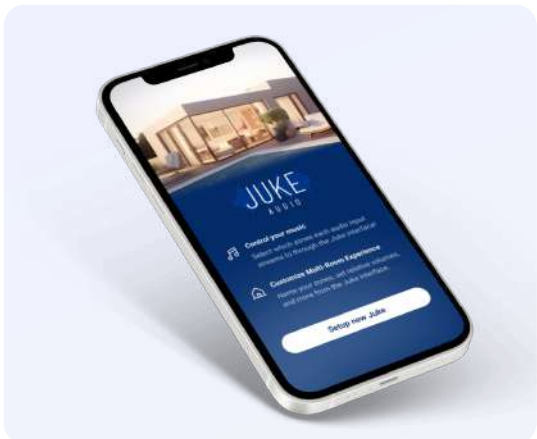 JUKE
AUDIO
Control your music
Select which zones each audio input
streams to through the Juke interface!
Customize Multi-Room Experience
Name your zones, set relative volumes,
and more from the Juke interface.
Setup new Juke